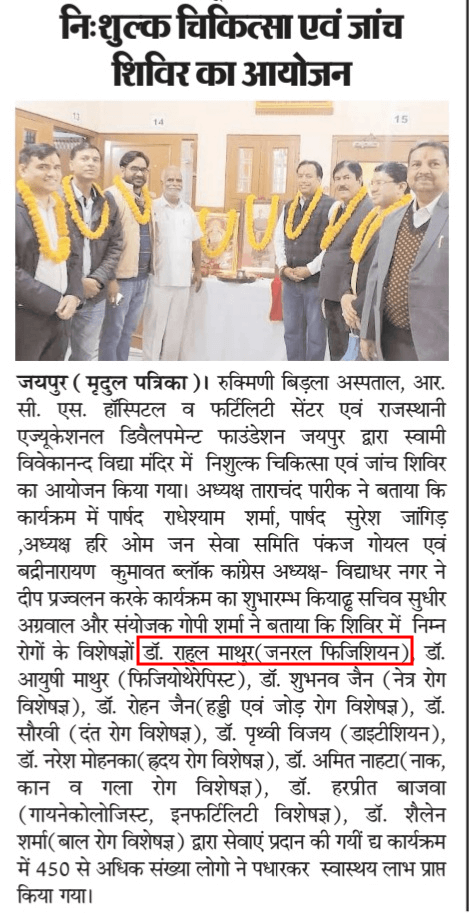 निःशुल्क चिकित्सा एवं जांच
शिविर का आयोजन
13
14
15
जयपुर ( मृदुल पत्रिका )। रुक्मिणी बिड़ला अस्पताल, आर.
सी. एस. हॉस्पिटल व फर्टिलिटी सेंटर एवं राजस्थानी
एज्यूकेशनल डिवैलपमेन्ट फाउंडेशन जयपुर द्वारा स्वामी
विवेकानन्द विद्या मंदिर में निशुल्क चिकित्सा एवं जांच शिविर
का आयोजन किया गया। अध्यक्ष ताराचंद पारीक ने बताया कि
कार्यक्रम में पार्षद राधेश्याम शर्मा, पार्षद सुरेश जांगिड़
,अध्यक्ष हरि ओम जन सेवा समिति पंकज गोयल एवं
बद्रीनारायण कुमावत ब्लॉक कांग्रेस अध्यक्ष- विद्याधर नगर ने
दीप प्रज्वलन करके कार्यक्रम का शुभारम्भ कियाद्ध सचिव सुधीर
अग्रवाल और संयोजक गोपी शर्मा ने बताया कि शिविर में निम्न
रोगों के विशेषज्ञों डॉ. राहुल माथुर(जनरल फिजिशियन), डॉ.
आयुषी माथुर (फिजियोथेरेपिस्ट), डॉ. शुभनव जैन (नेत्र रोग
विशेषज्ञ), डॉ. रोहन जैन(हड्डी एवं जोड़ रोग विशेषज्ञ), डॉ.
सौरवी (दंत रोग विशेषज्ञ), डॉ. पृथ्वी विजय (डाइटीशियन),
डॉ. नरेश मोहनका(ह्रदय रोग विशेषज्ञ), डॉ. अमित नाहटा(नाक,
कान व गला रोग विशेषज्ञ), डॉ. हरप्रीत बाजवा
(गायनेकोलोजिस्ट, इनफर्टिलिटी विशेषज्ञ), डॉ. शैलेन
शर्मा(बाल रोग विशेषज्ञ) द्वारा सेवाएं प्रदान की गयीं द्य कार्यक्रम
में 450 से अधिक संख्या लोगो ने पधारकर स्वास्थय लाभ प्राप्त
किया गया।